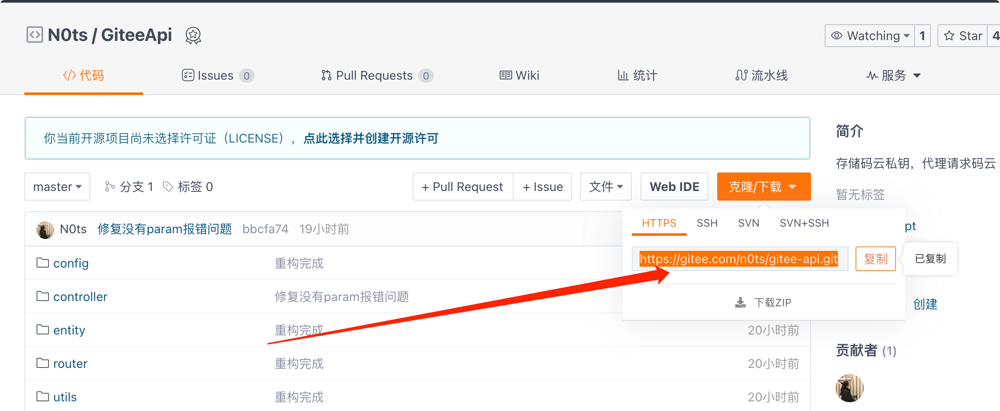 N0ts / GiteeApi
Watching 1
Star 4
代码
Issues 0
Pull Requests 0
Wiki
统计
流水线
服务
你当前开源项目尚未选择许可证（LICENSE），点此选择并创建开源许可
master
分支 1
标签 0
+ Pull Request
+ Issue
文件
Web IDE
克隆/下载
HTTPS SSH SVN SVN+SSH
https://gitee.com/n0ts/gitee-api.git
复制
已复制
下载ZIP
N0ts 修复没有param报错问题 bbcfa74 19小时前
config 重构完成
controller 修复没有param报错问题
entity 重构完成 20小时前
router 重构完成 20小时前
utils 重构完成 20小时前
简介
存储码云私钥，代理请求码云
暂无标签
pt
创建
贡献者 (1)